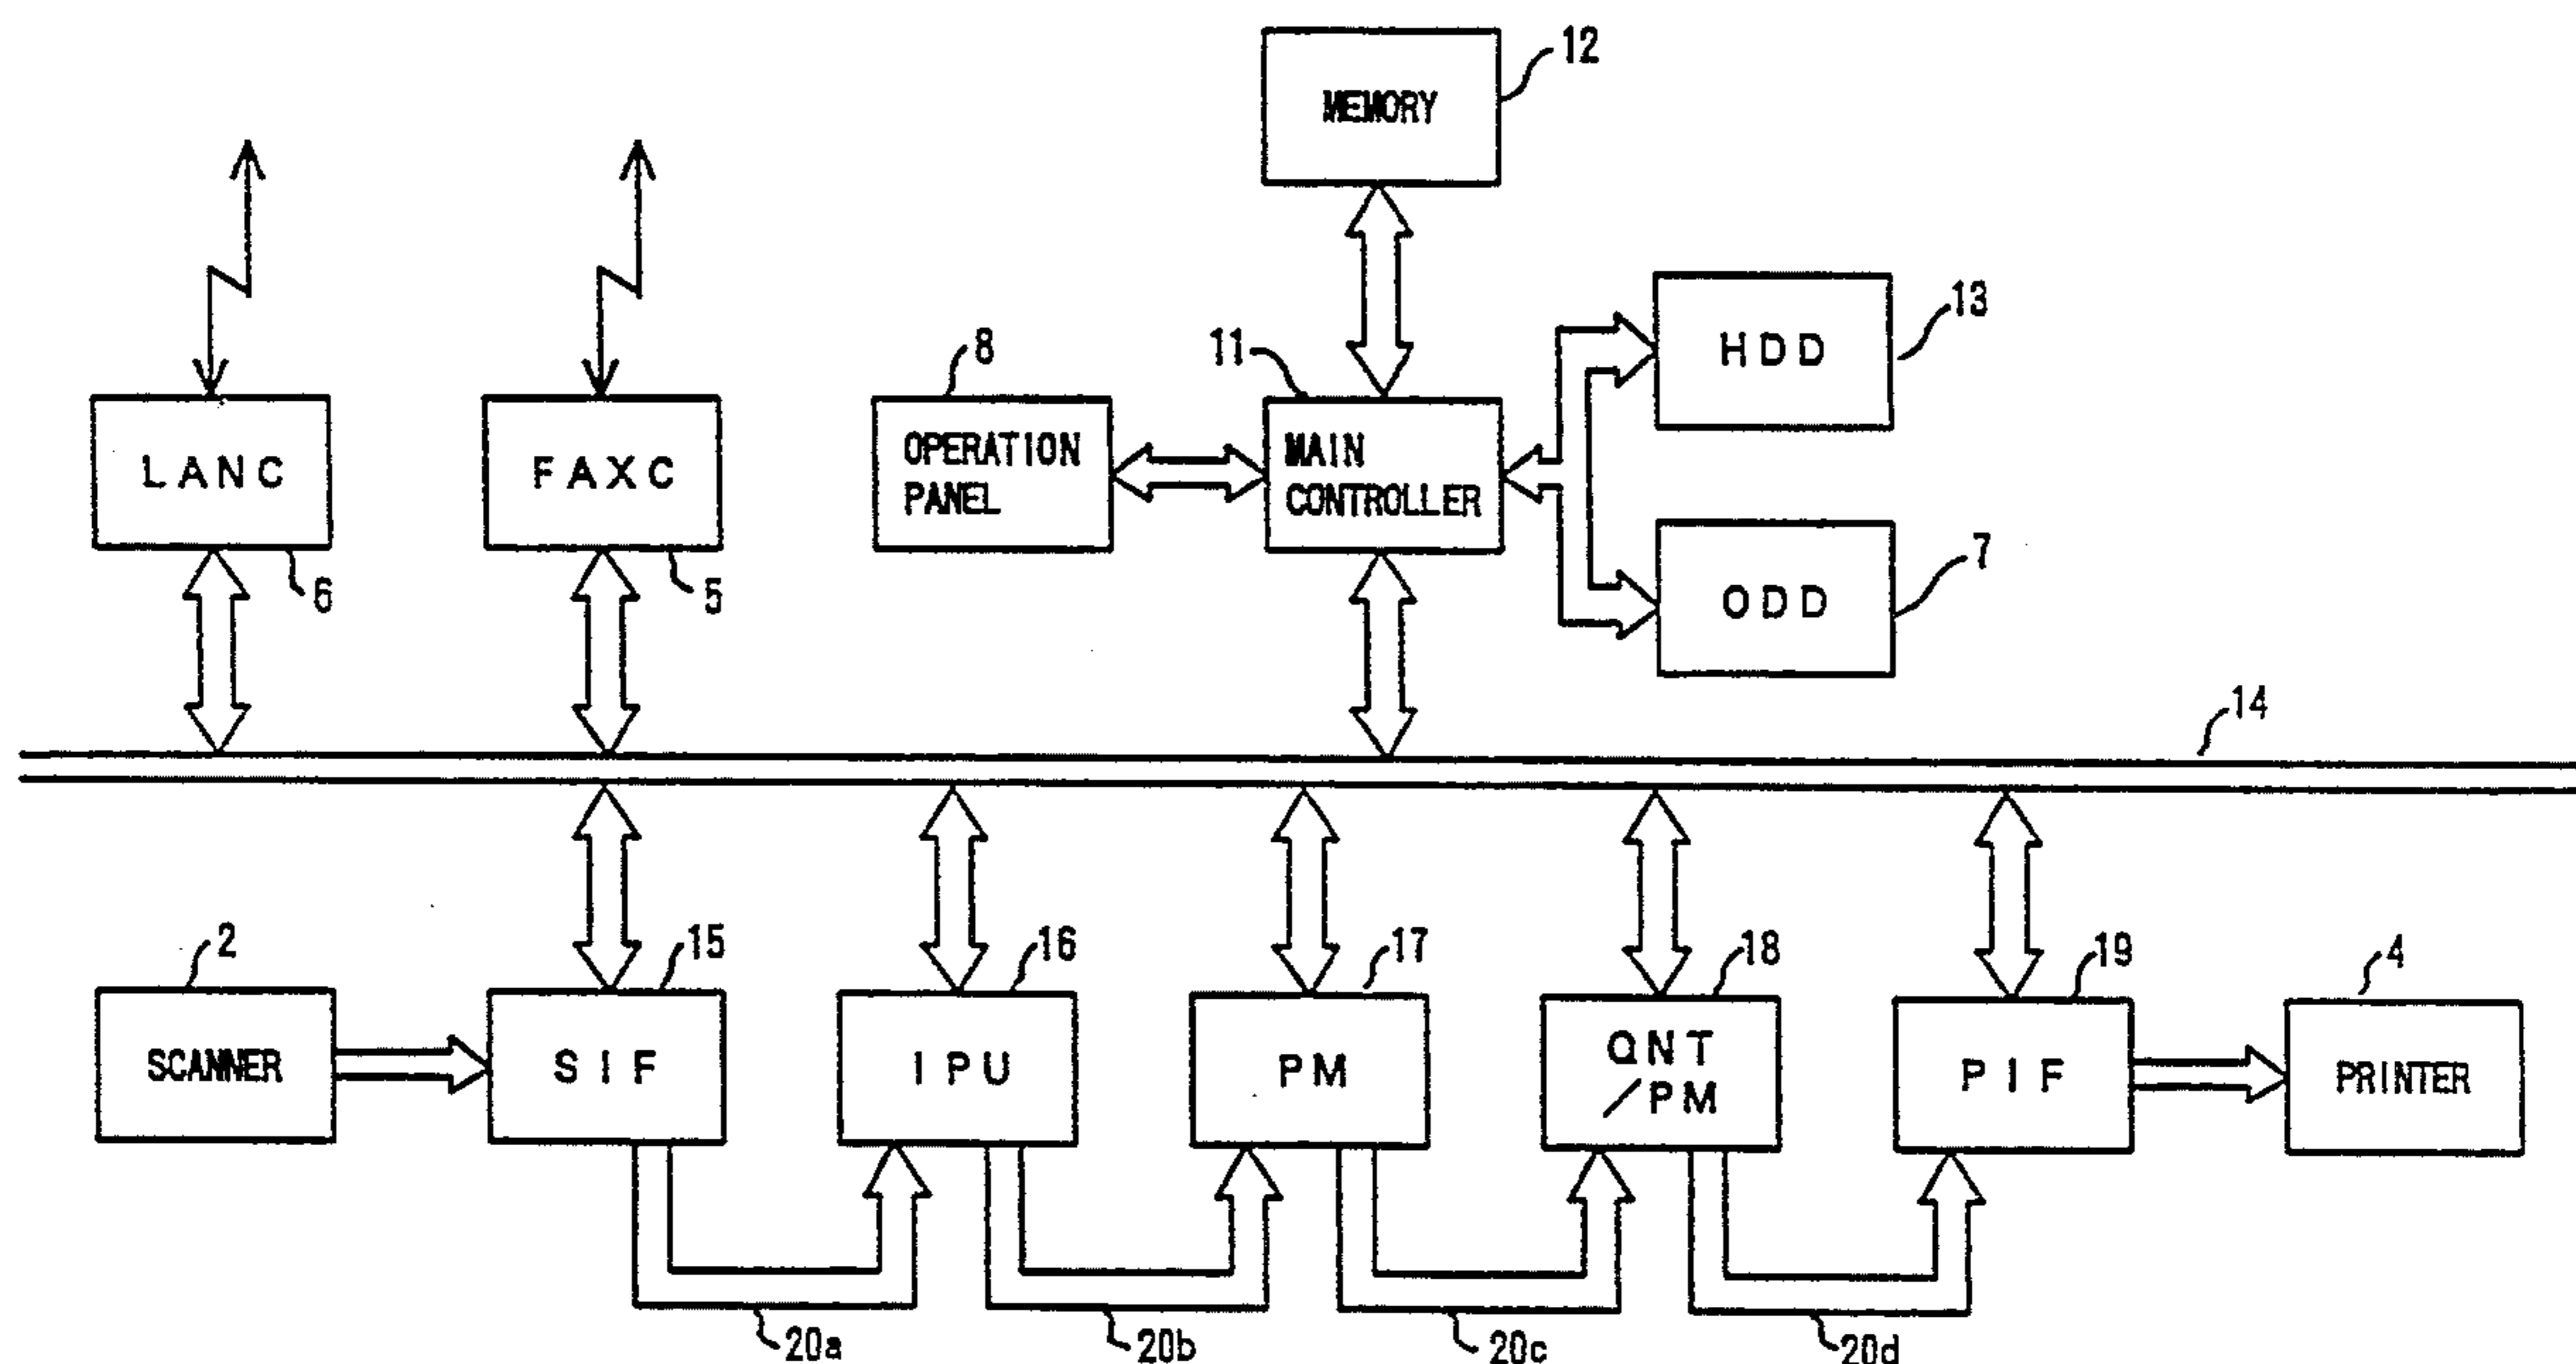 12
MEMORY
13
HDD
8
11
LANC
FAXC
OPERATION
PANEL
MAIN
CONTROLLER
6
5
7
ODD
14
2
15
16
17
18
19
4
SCANNER
SIF
IPU
PM
QNT
/PM
PIF
PRINTER
20a
20b
20c
20d